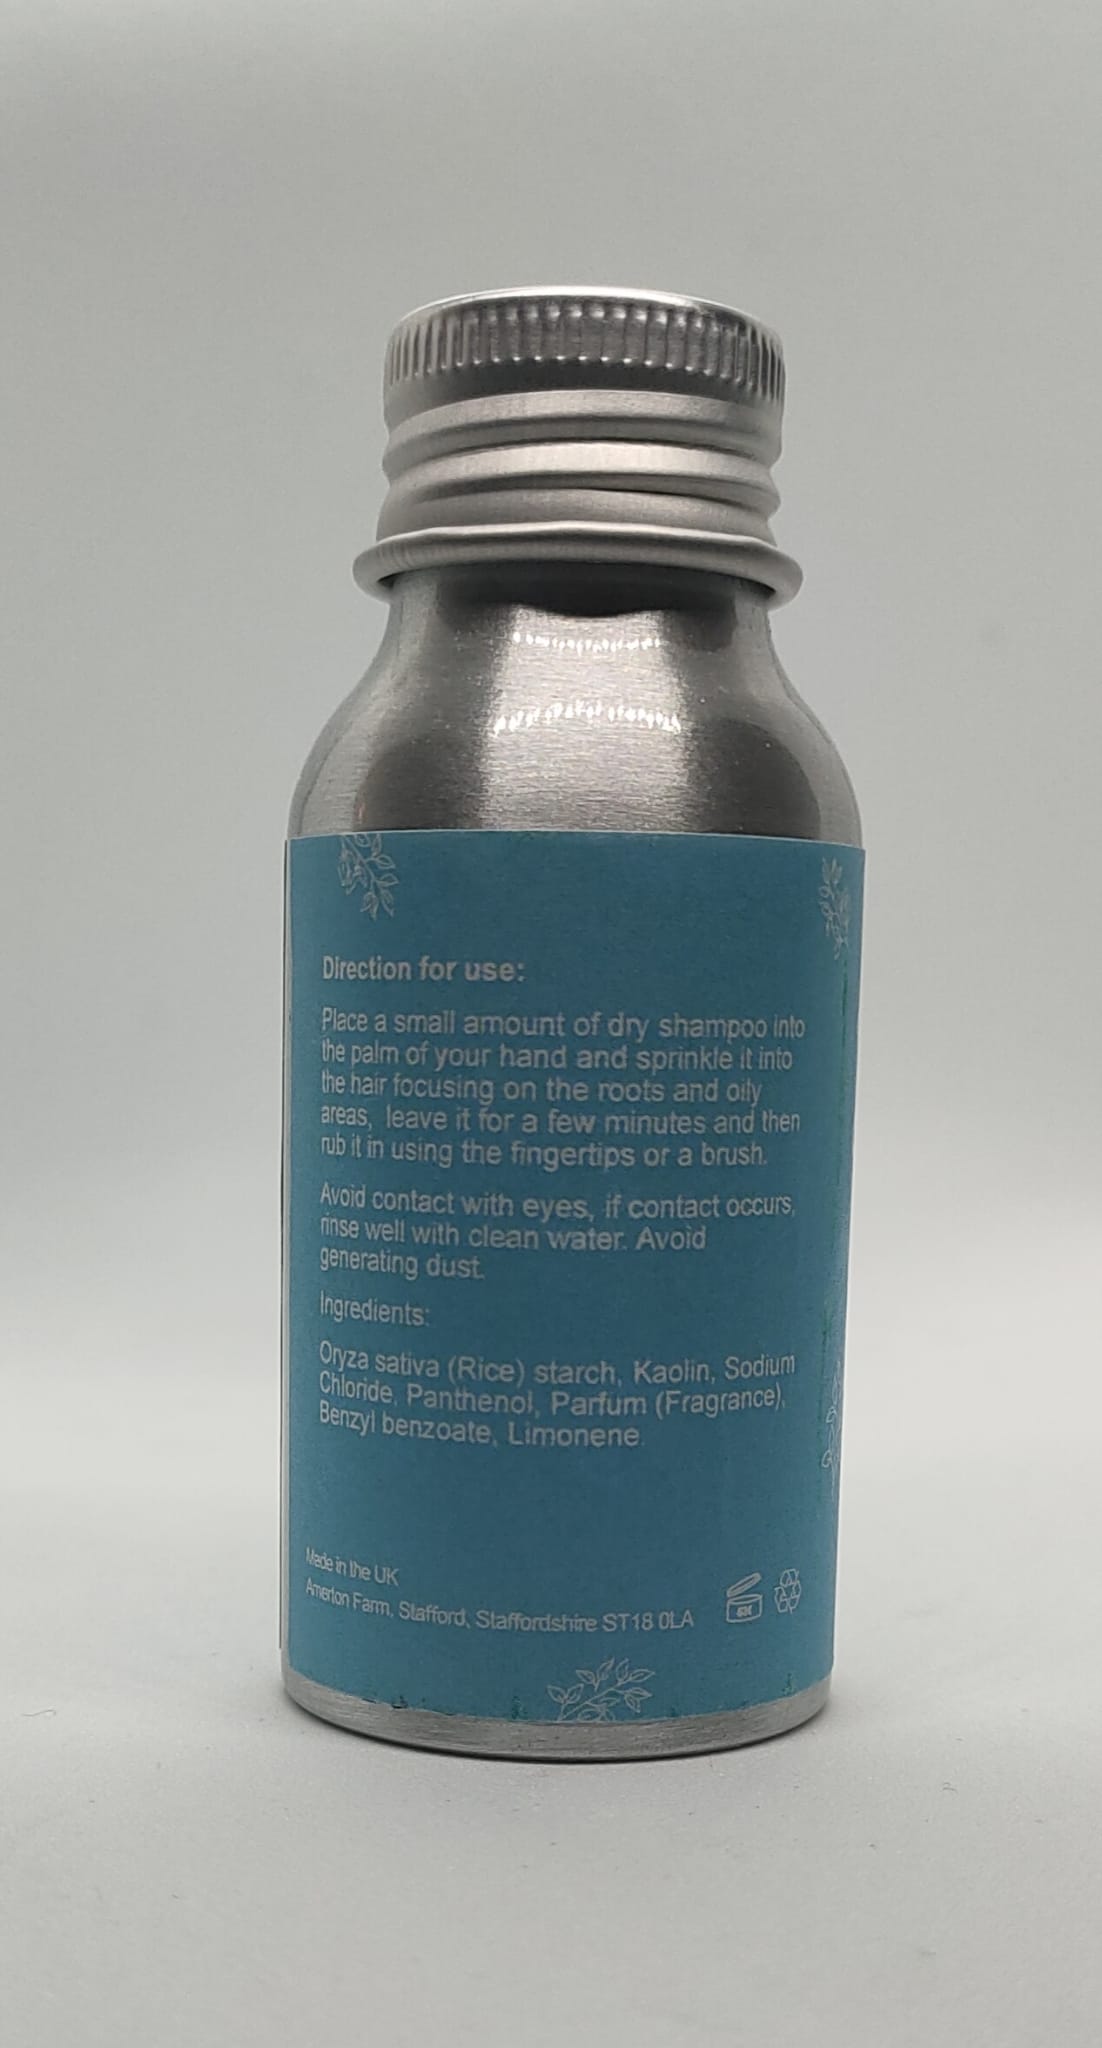 Direction for use:
Place a small amount of dry shampoo into
the palm of your hand and sprinkle it into
the hair focusing on the roots and oily
areas, leave it for a few minutes and then
rub it in using the fingertips or a brush.
Avoid contact with eyes, if contact occurs,
rinse well with clean water. Avoid
generating dust.
Ingredients:
Oryza sativa (Rice) starch, Kaolin, Sodium
Chloride, Panthenol, Parfum (Fragrance),
Benzyl benzoate, Limonene.
Made in the UK
Amerton Farm, Stafford, Staffordshire ST18 0LA